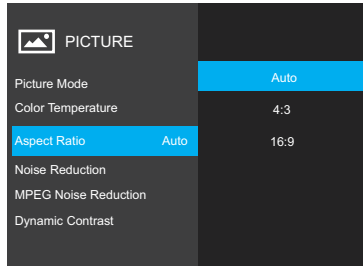 PICTURE
Picture Mode
Color Temperature
Aspect Ratio Auto
Noise Reduction
MPEG Noise Reduction
Dynamic Contrast
Auto
4:3
16:9